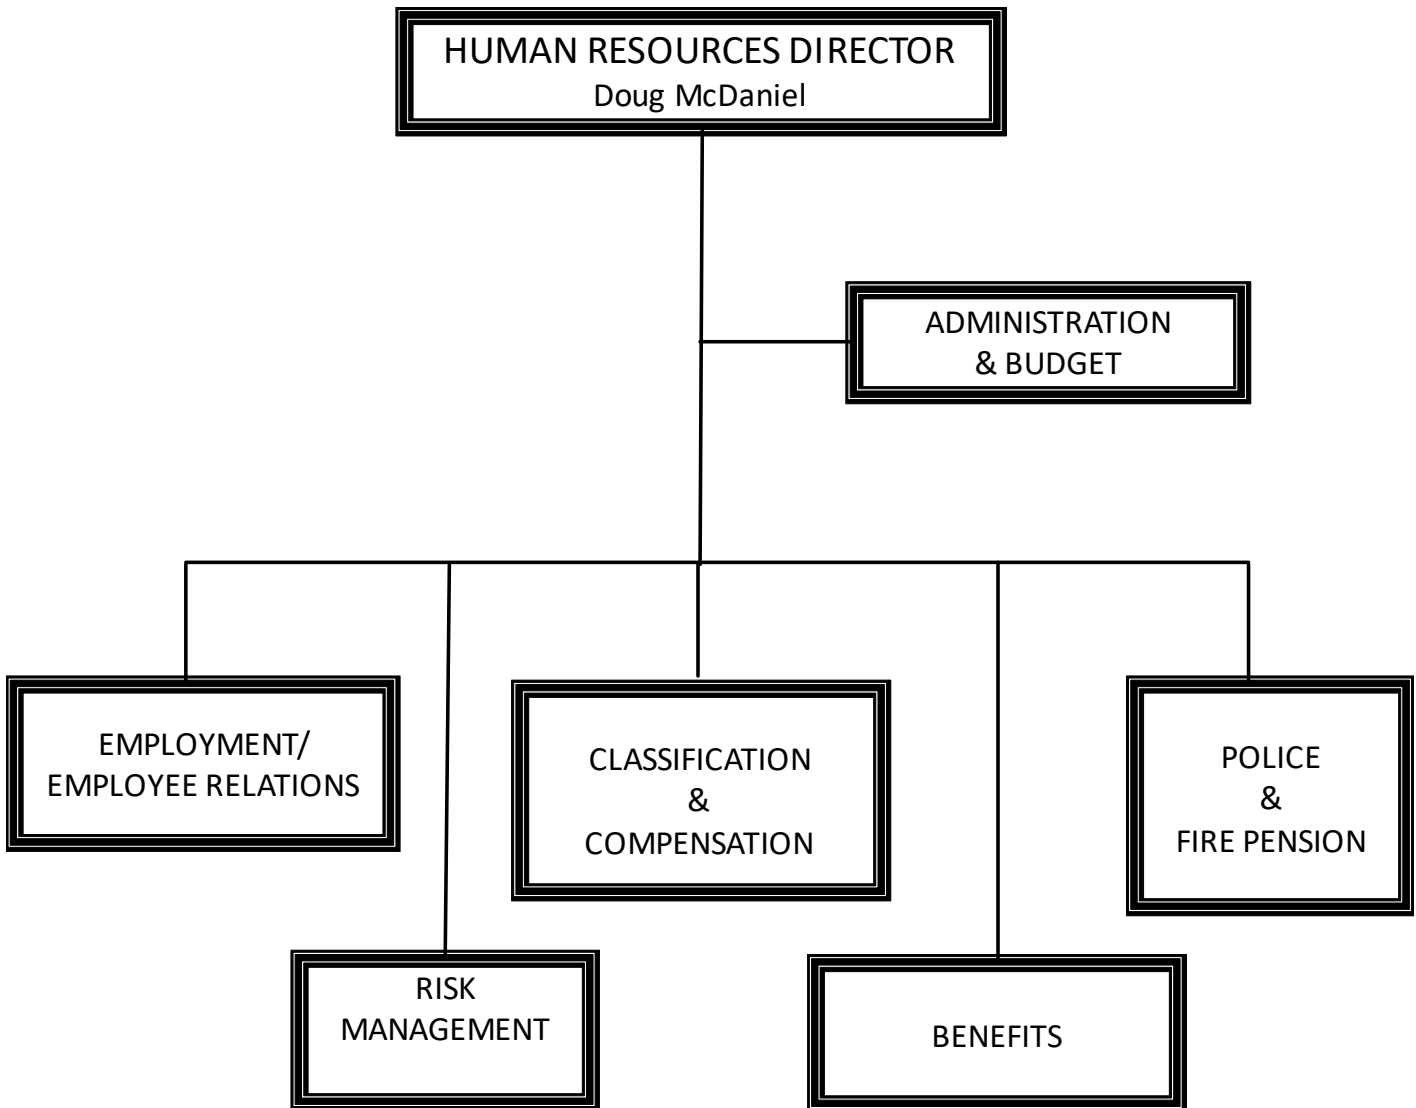 HUMAN RESOURCES DIRECTOR
Doug McDaniel
ADMINISTRATION
& BUDGET
EMPLOYMENT/
EMPLOYEE RELATIONS
CLASSIFICATION
&
COMPENSATION
POLICE
&
FIRE PENSION
RISK
MANAGEMENT
BENEFITS